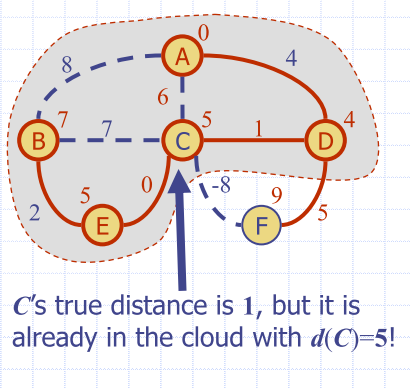 0
A
8
4
6
7
5
4
B
7
C
1
D
0
-8
5
9
2
E
F
5
C's true distance is 1, but it is
already in the cloud with d(C)=5!